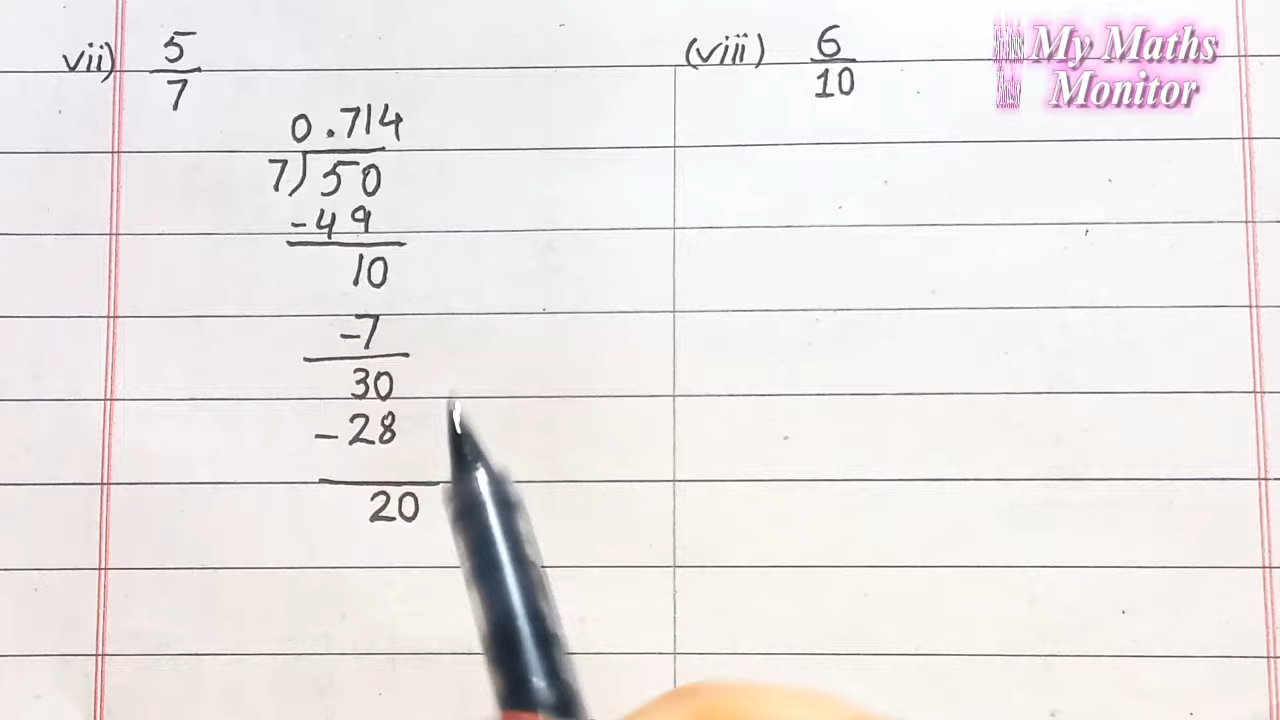 vii) 5/7
0.714
7)50
-49
10
-7
30
-28
20
(viii) 6/10
My Maths
Monitor